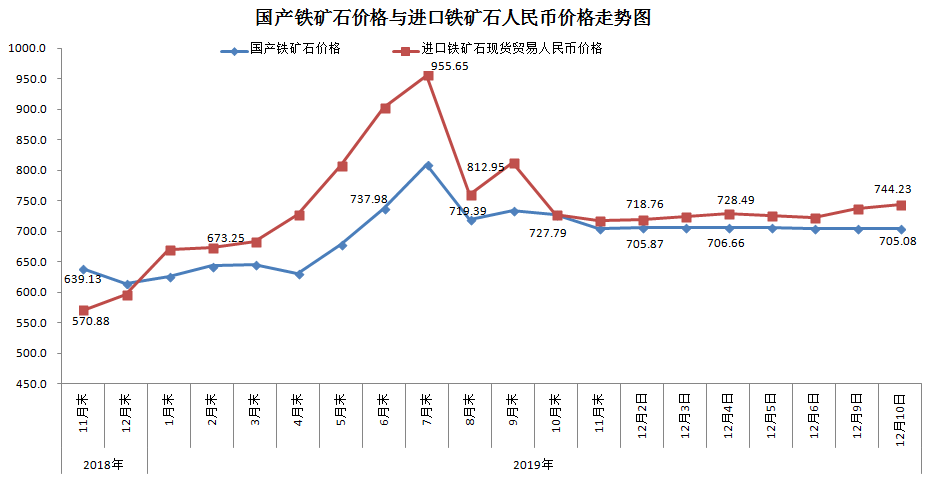 国产铁矿石价格与进口铁矿石人民币价格走势图
国产铁矿石价格
进口铁矿石现货贸易人民币价格
1000.0
950.0
900.0
850.0
800.0
750.0
700.0
650.0
600.0
550.0
500.0
450.0
639.13
570.88
673.25
737.98
955.65
719.39
812.95
727.79
718.76
705.87
728.49
706.66
744.23
705.08
11月末
12月末
1月末
2月末
3月末
4月末
5月末
6月末
7月末
8月末
9月末
10月末
11月末
12月2日
12月3日
12月4日
12月5日
12月6日
12月9日
12月10日
2018年
2019年